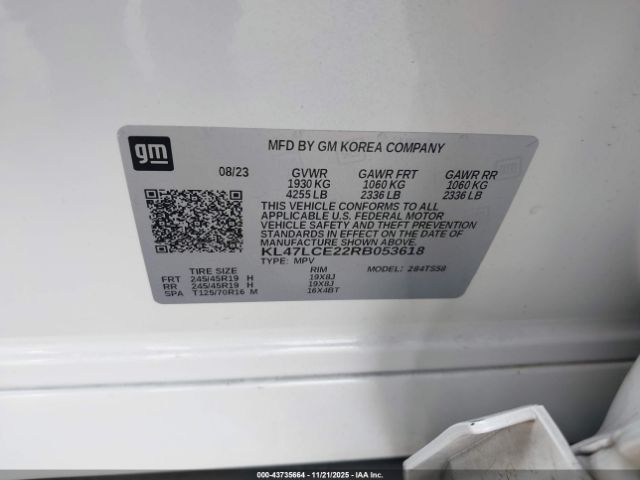 gm
MFD BY GM KOREA COMPANY
08/23 GVWR GAWR FRT GAWR RR
1930 KG 1060 KG 1060 KG
4255 LB 2336 LB 2336 LB
THIS VEHICLE CONFORMS TO ALL
APPLICABLE U.S. FEDERAL MOTOR
VEHICLE SAFETY AND THEFT PREVENTION
STANDARDS IN EFFECT ON THE DATE OF
MANUFACTURE SHOWN ABOVE.
KL47LCE22RB053618
TYPE: MPV MODEL: 284TS58
TIRE SIZE RIM
FRT 245/45R19 H 19X8J
RR 245/45R19 H 19X8J
SPA T125/70R16 M 16X4BT
000-43735664 - 11/21/2025 - IAA Inc.